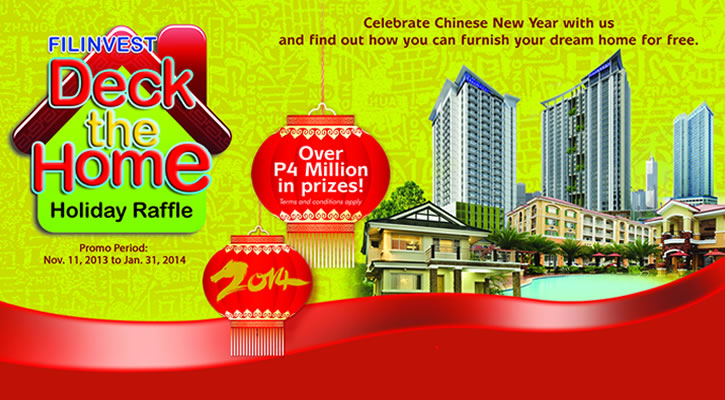 FILINVEST
Deck
the
Home
Holiday Raffle
Promo Period:
Nov. 11, 2013 to Jan. 31, 2014
Celebrate Chinese New Year with us
and find out how you can furnish your dream home for free.
Over
P4 Million
in prizes!
Terms and conditions apply
2014